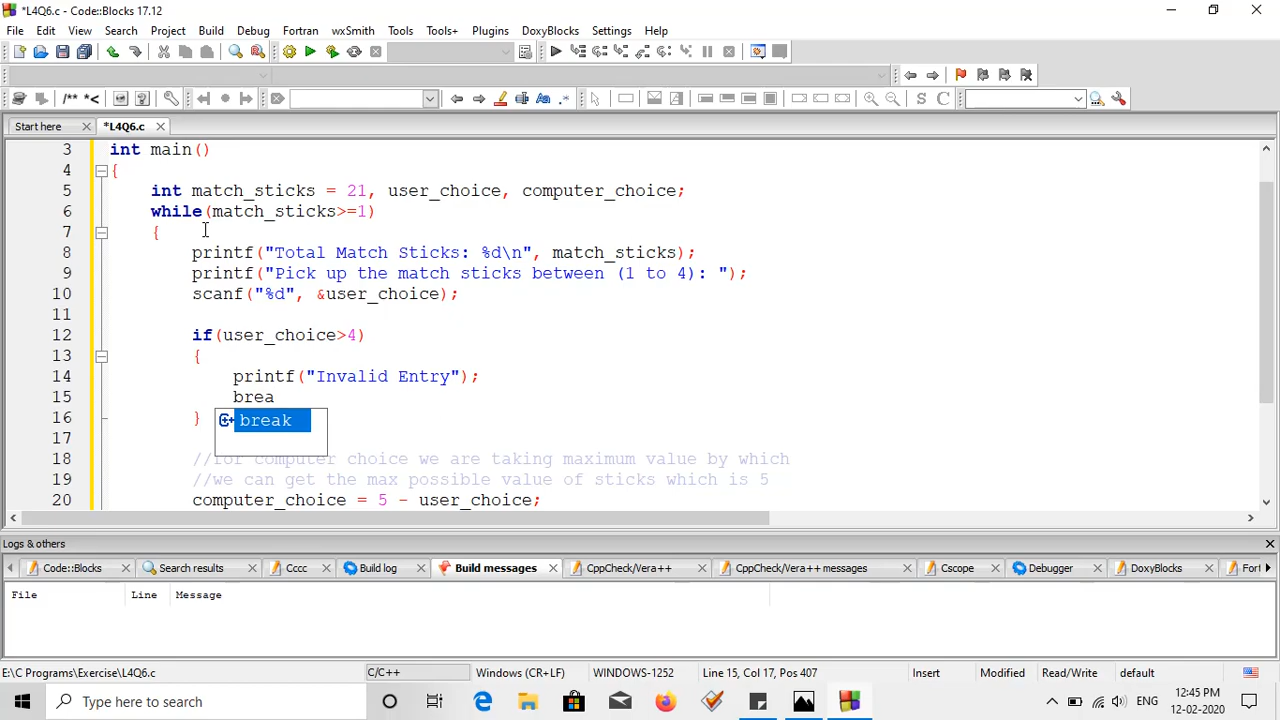 *L4Q6.c - Code::Blocks 17.12
File Edit View Search Project Build Debug Fortran wxSmith Tools Tools+ Plugins DoxyBlocks Settings Help
/** *<
S C
Start here
*L4Q6.c
3 int main()
4 {
5 int match_sticks = 21, user_choice, computer_choice;
6 while(match_sticks>=1)
7 {
8 printf("Total Match Sticks: %d\n", match_sticks);
9 printf("Pick up the match sticks between (1 to 4): ");
10 scanf("%d", &user_choice);
11
12 if(user_choice>4)
13 {
14 printf("Invalid Entry");
15 brea
16 }
break
17
18 //for computer choice we are taking maximum value by which
19 //we can get the max possible value of sticks which is 5
20 computer_choice = 5 - user_choice;
Logs & others
Code::Blocks Search results Cccc Build log Build messages CppCheck/Vera++ CppCheck/Vera++ messages Cscope Debugger DoxyBlocks For
File Line Message
E:\C Programs\Exercise\L4Q6.c C/C++ Windows (CR+LF) WINDOWS-1252 Line 15, Col 17, Pos 407 Insert Modified Read/Write default
Type here to search
ENG
12:45 PM
12-02-2020